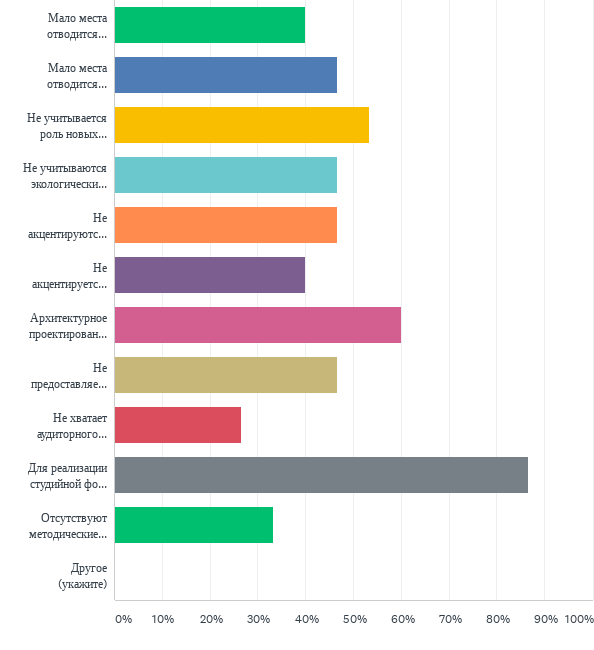 Мало места
отводится...
Мало места
отводится...
Не учитывается
роль новых...
Не учитываются
экологически...
Не
акцентируютс...
Не
акцентируетс...
Архитектурное
проектирован...
Не
предоставляе...
Не хватает
аудиторного...
Для реализации
студийной фо...
Отсутствуют
методические...
Другое
(укажите)
0% 10% 20% 30% 40% 50% 60% 70% 80% 90% 100%